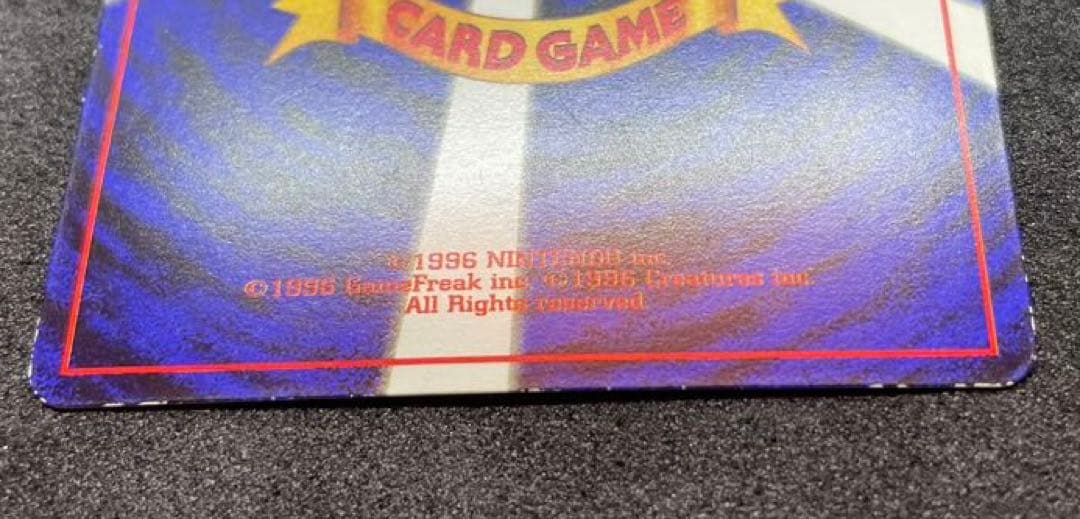 CARD GAME
©1996 NINTENDO inc.
©1996 GameFreak inc. ©1996 Creatures inc.
All Rights reserved